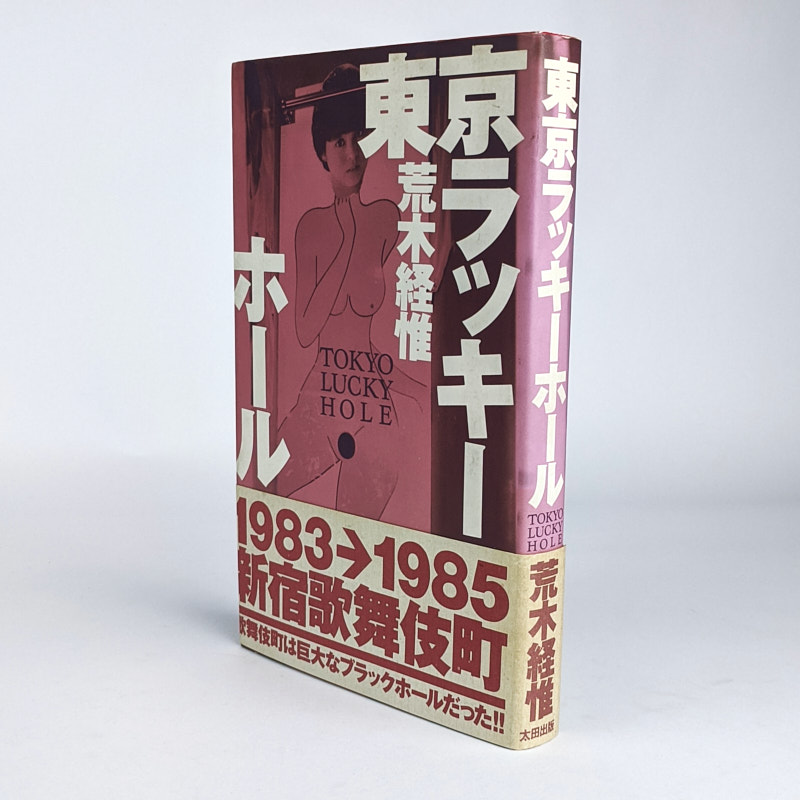 東京ラッキーホール
荒木経惟
TOKYO
LUCKY
HOLE
1983→1985
新宿歌舞伎町
歌舞伎町は巨大なブラックホールだった!!
東京ラッキーホール
TOKYO
LUCKY
HOLE
荒木経惟
太田出版